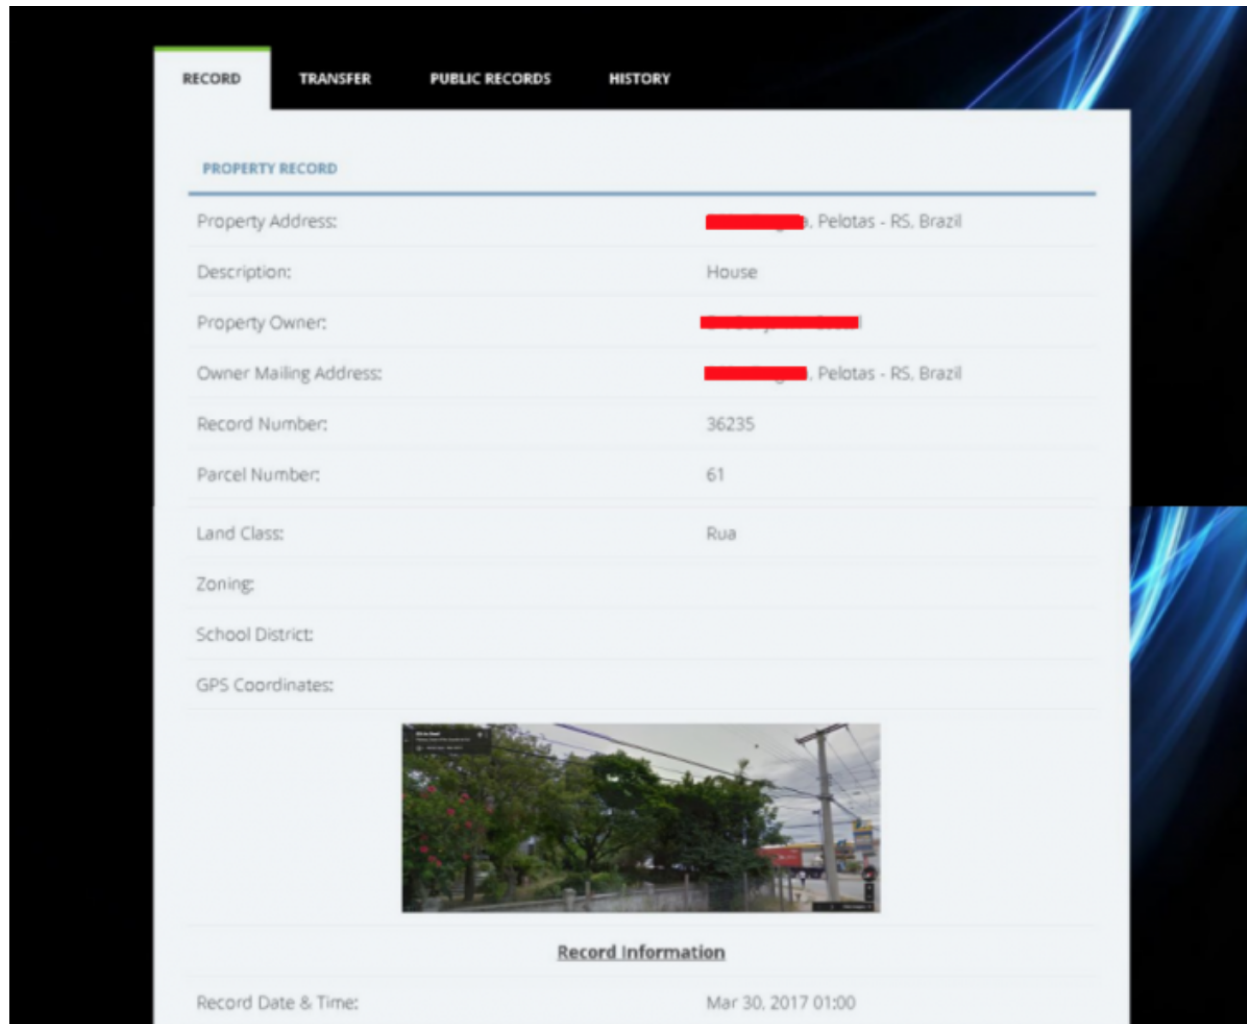 RECORD TRANSFER PUBLIC RECORDS HISTORY
PROPERTY RECORD
Property Address: , Pelotas - RS, Brazil
Description: House
Property Owner:
Owner Mailing Address: , Pelotas - RS, Brazil
Record Number: 36235
Parcel Number: 61
Land Class: Rua
Zoning:
School District:
GPS Coordinates:
Record Information
Record Date & Time: Mar 30, 2017 01:00